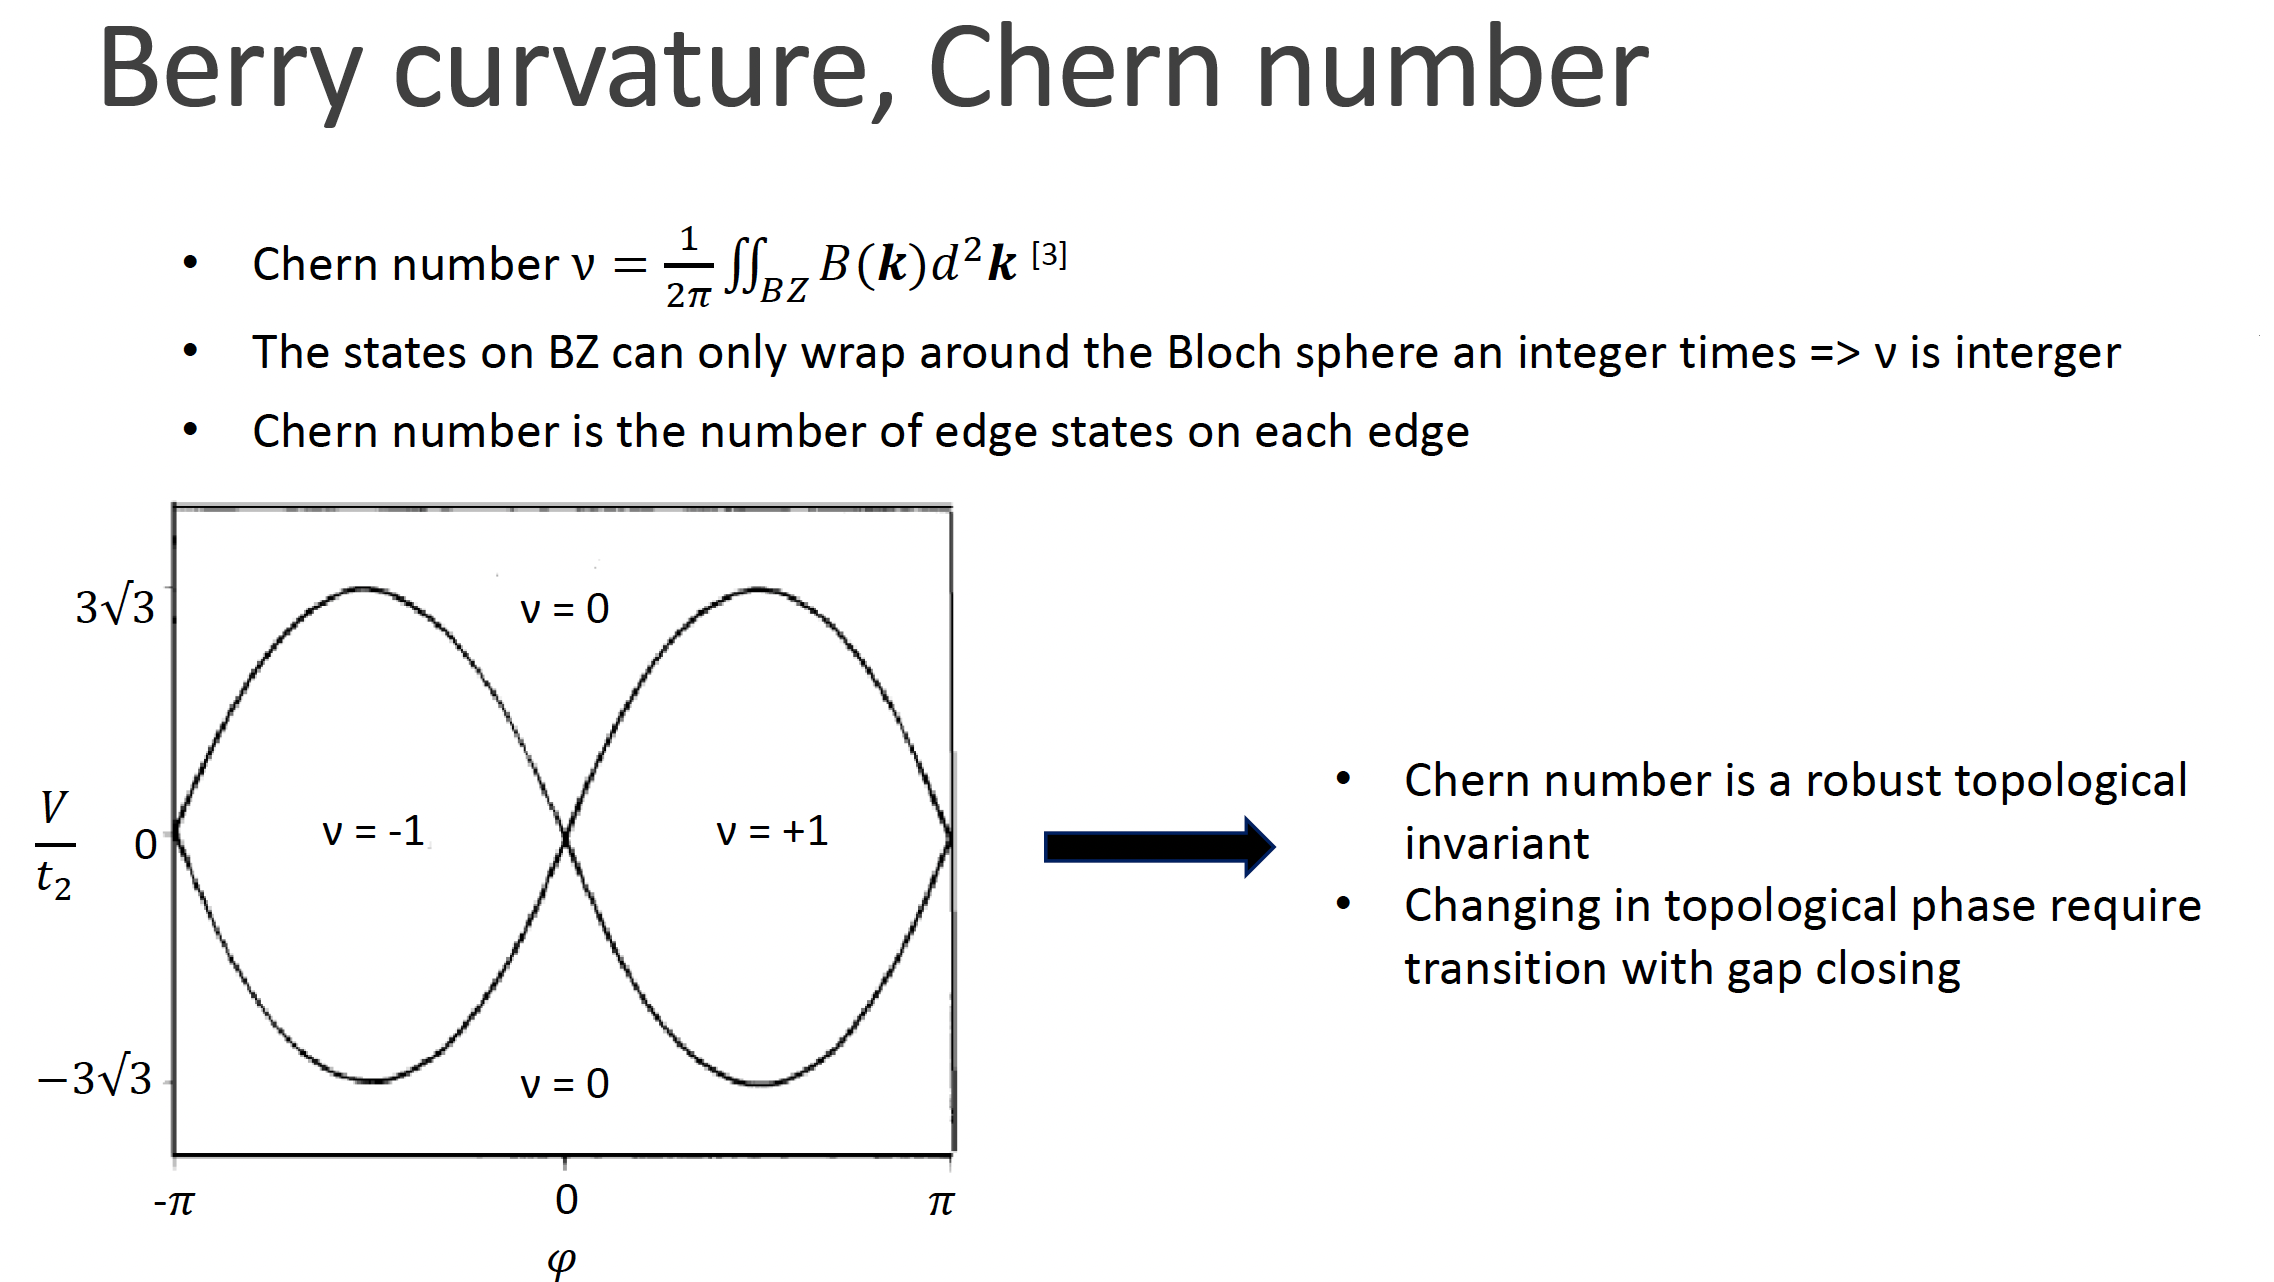 Berry curvature, Chern number
• Chern number ν = 1/2π ∬_BZ B(𝒌)d²𝒌 [3]
• The states on BZ can only wrap around the Bloch sphere an integer times => ν is interger
• Chern number is the number of edge states on each edge
3√3
ν = 0
V/t₂
0
ν = -1
ν = +1
−3√3
ν = 0
-π
0
π
φ
• Chern number is a robust topological
invariant
• Changing in topological phase require
transition with gap closing